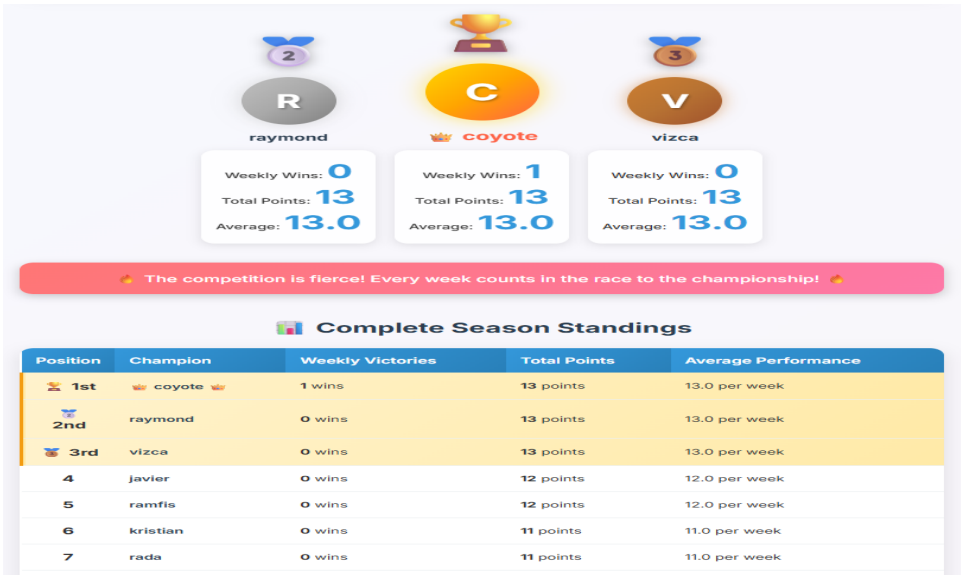 2 3
R C V
raymond coyote vizca
Weekly Wins: 0 Weekly Wins: 1 Weekly Wins: 0
Total Points: 13 Total Points: 13 Total Points: 13
Average: 13.0 Average: 13.0 Average: 13.0
The competition is fierce! Every week counts in the race to the championship!
Complete Season Standings
Position Champion Weekly Victories Total Points Average Performance
1st coyote 1 wins 13 points 13.0 per week
2nd raymond 0 wins 13 points 13.0 per week
3rd vizca 0 wins 13 points 13.0 per week
4 javier 0 wins 12 points 12.0 per week
5 ramfis 0 wins 12 points 12.0 per week
6 kristian 0 wins 11 points 11.0 per week
7 rada 0 wins 11 points 11.0 per week